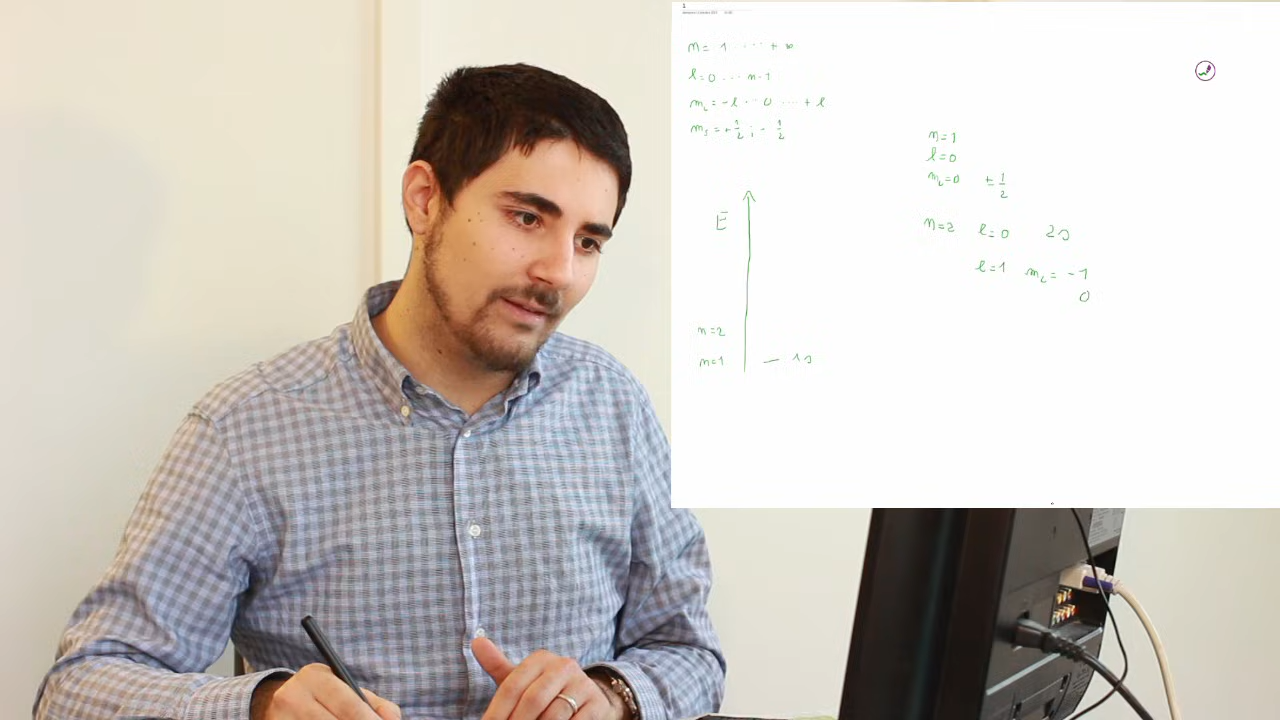 1
n= 1 ..... + ∞
l= 0 ... n-1
mL = -l ... 0 .... + l
ms = + 1/2 ; - 1/2
n=1
l=0
mL=0 ± 1/2
E
n=2 l=0 2s
l=1 mL= -1
0
n=2
n=1 — 1s